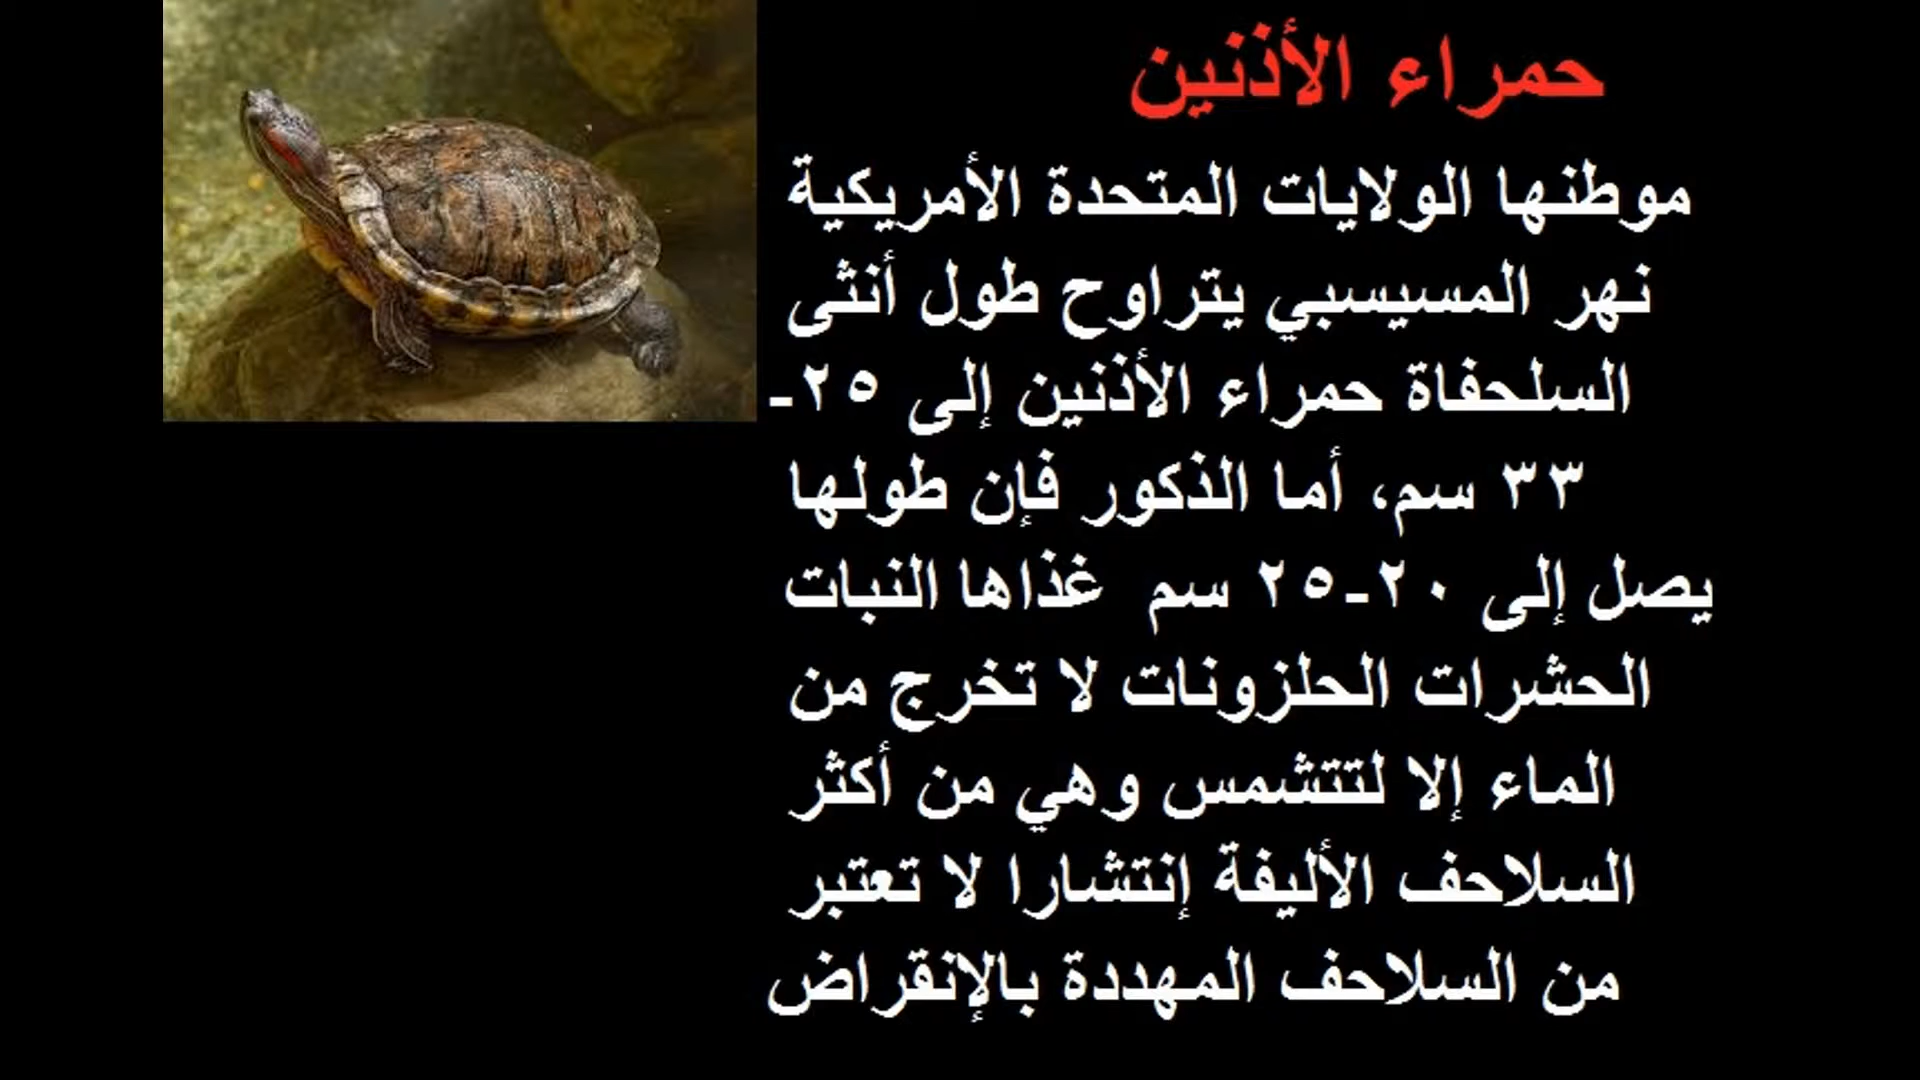 حمراء الأذنين
موطنها الولايات المتحدة الأمريكية
نهر المسيسبي يتراوح طول أنثى
السلحفاة حمراء الأذنين إلى ٢٥-
٣٣ سم، أما الذكور فإن طولها
يصل إلى ٢٠-٢٥ سم  غذاها النبات
الحشرات الحلزونات لا تخرج من
الماء إلا لتتشمس وهي من أكثر
السلاحف الأليفة إنتشارا لا تعتبر
من السلاحف المهددة بالإنقراض